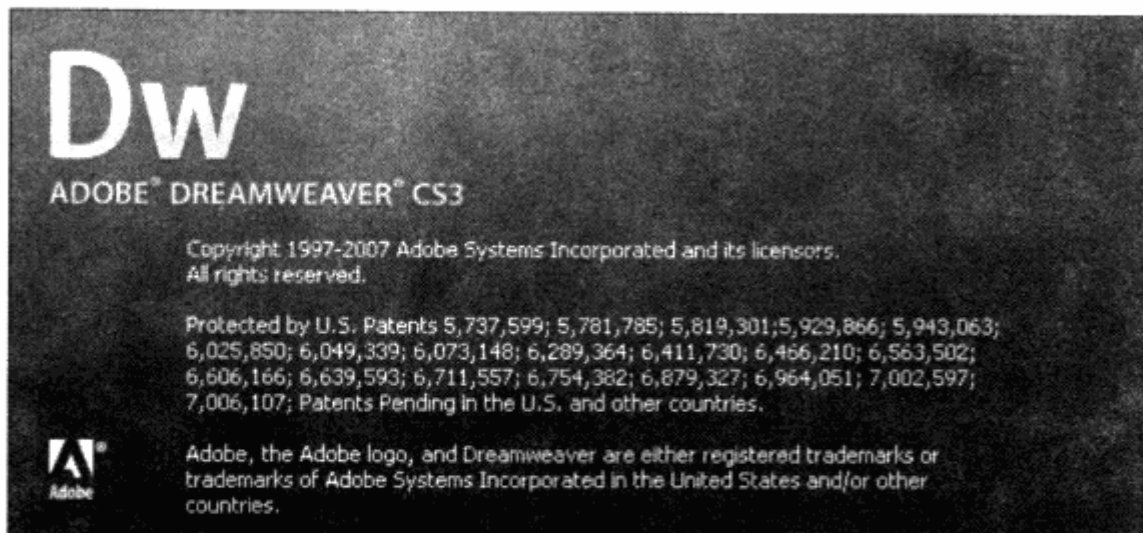 Dw
ADOBE® DREAMWEAVER® CS3
Copyright 1997-2007 Adobe Systems Incorporated and its licensors.
All rights reserved.
Protected by U.S. Patents 5,737,599; 5,781,785; 5,819,301;5,929,866; 5,943,063;
6,025,850; 6,049,339; 6,073,148; 6,289,364; 6,411,730; 6,466,210; 6,563,502;
6,606,166; 6,639,593; 6,711,557; 6,754,382; 6,879,327; 6,964,051; 7,002,597;
7,006,107; Patents Pending in the U.S. and other countries.
Adobe, the Adobe logo, and Dreamweaver are either registered trademarks or
trademarks of Adobe Systems Incorporated in the United States and/or other
countries.
Adobe®